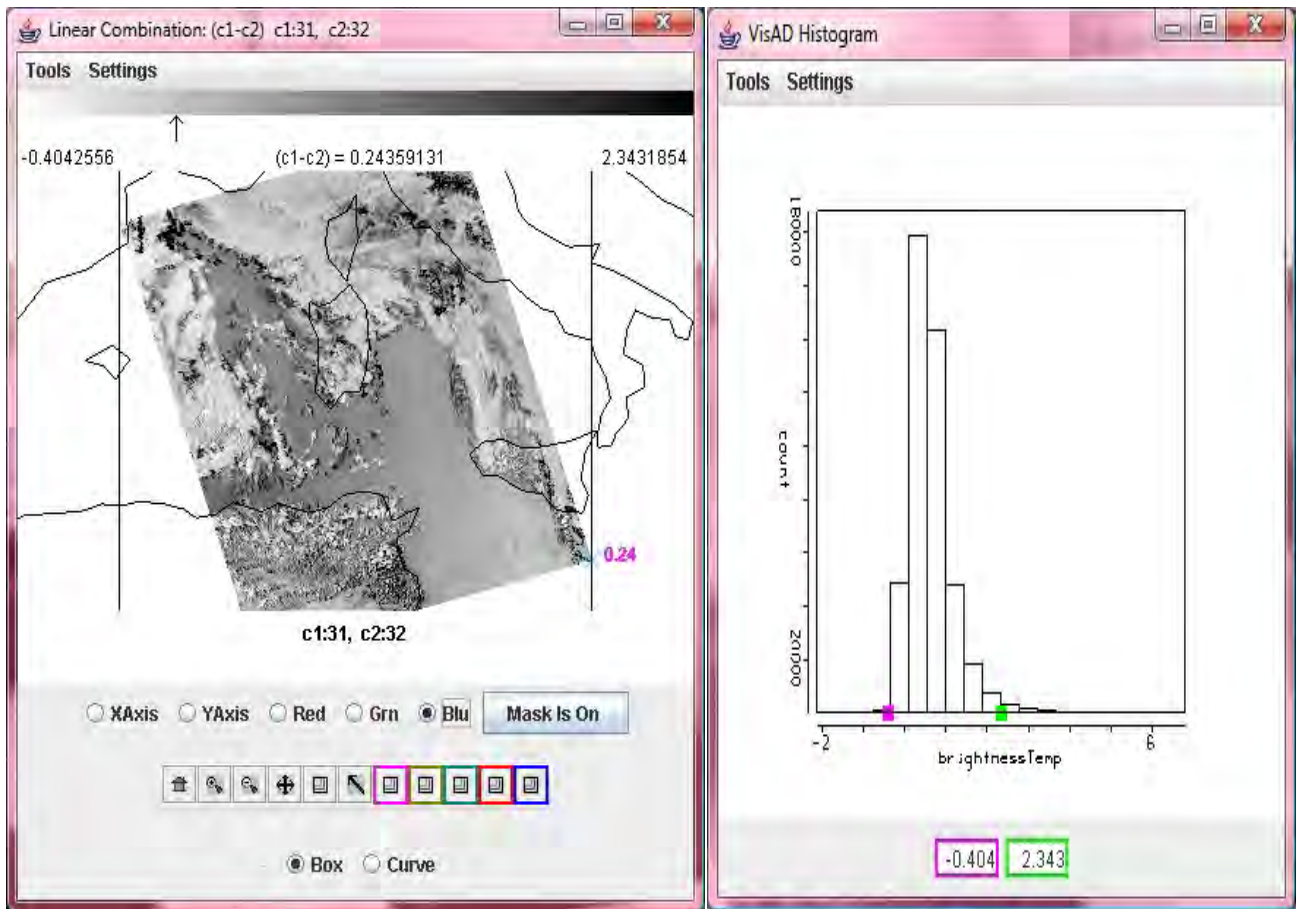 Linear Combination: (c1-c2) c1:31, c2:32
Tools Settings
-0.4042556 (c1-c2) = 0.24359131 2.3431854
0.24
c1:31, c2:32
XAxis YAxis Red Grn Blu Mask Is On
Box Curve
VisAD Histogram
Tools Settings
180000
count
20000
-2 6
brightnessTemp
-0.404 2.343